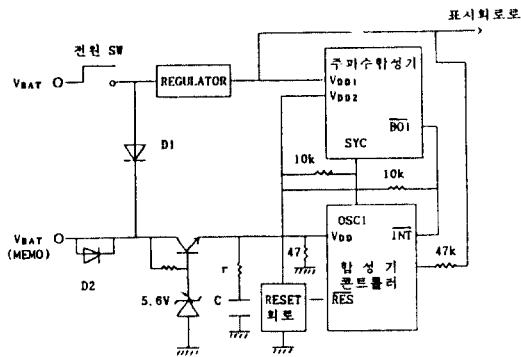 표시회로로
전원 SW
VBAT
REGULATOR
주파수합성기
VDD1
VDD2
BO1
SYC
D1
10k
10k
VBAT
(MEMO)
OSC1
VDD
INT
47
47k
r
합성기
콘트롤러
D2
5.6V
C
RESET
회로
RES